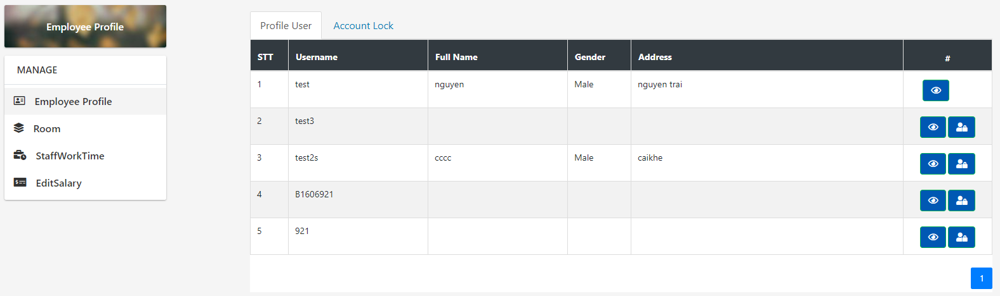 Employee Profile
MANAGE
Employee Profile
Room
StaffWorkTime
EditSalary
Profile User Account Lock
STT Username Full Name Gender Address #
1 test nguyen Male nguyen trai
2 test3
3 test2s cccc Male caikhe
4 B1606921
5 921
1